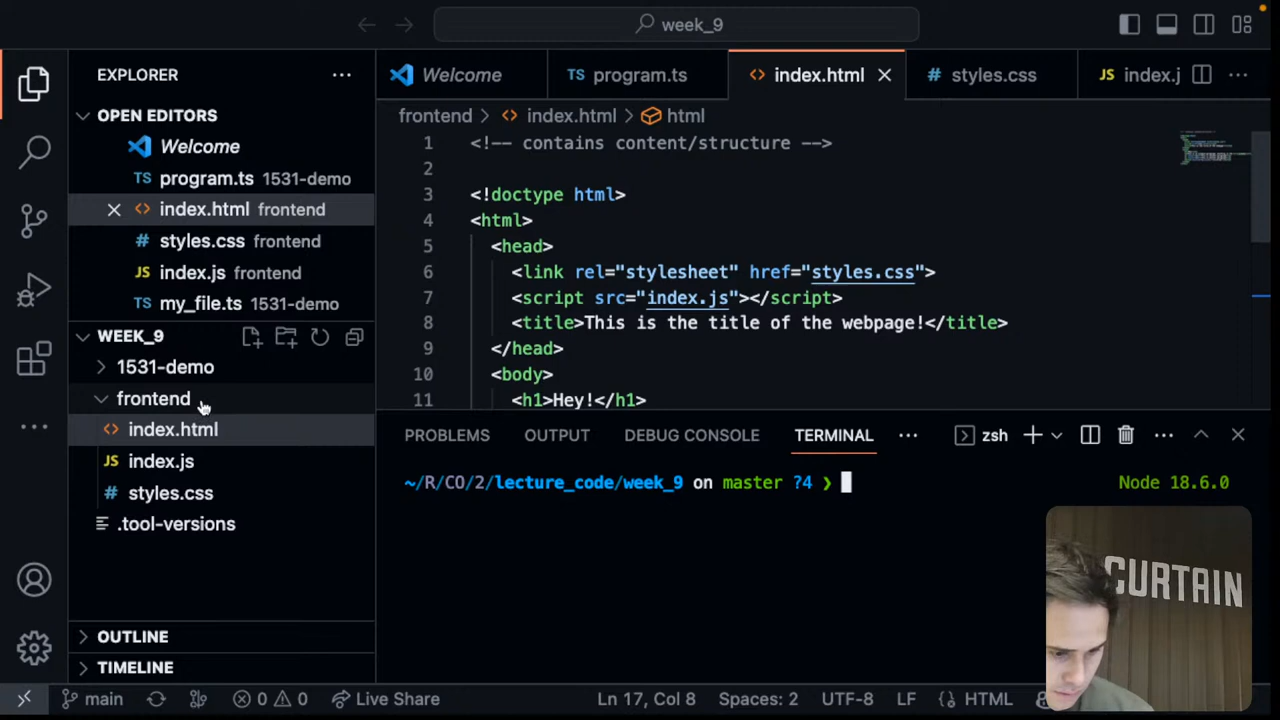 week_9
EXPLORER
OPEN EDITORS
Welcome
TS program.ts 1531-demo
index.html frontend
# styles.css frontend
JS index.js frontend
TS my_file.ts 1531-demo
WEEK_9
1531-demo
frontend
<> index.html
JS index.js
# styles.css
.tool-versions
OUTLINE
TIMELINE
Welcome
TS program.ts
<> index.html
# styles.css
JS index.j
frontend > <> index.html > html
1 <!-- contains content/structure -->
2
3 <!doctype html>
4 <html>
5 <head>
6 <link rel="stylesheet" href="styles.css">
7 <script src="index.js"></script>
8 <title>This is the title of the webpage!</title>
9 </head>
10 <body>
11 <h1>Hey!</h1>
PROBLEMS OUTPUT DEBUG CONSOLE TERMINAL zsh
~/R/CO/2/lecture_code/week_9 on master ?4 ❯ Node 18.6.0
CURTAIN
main 0 0 Live Share Ln 17, Col 8 Spaces: 2 UTF-8 LF {} HTML